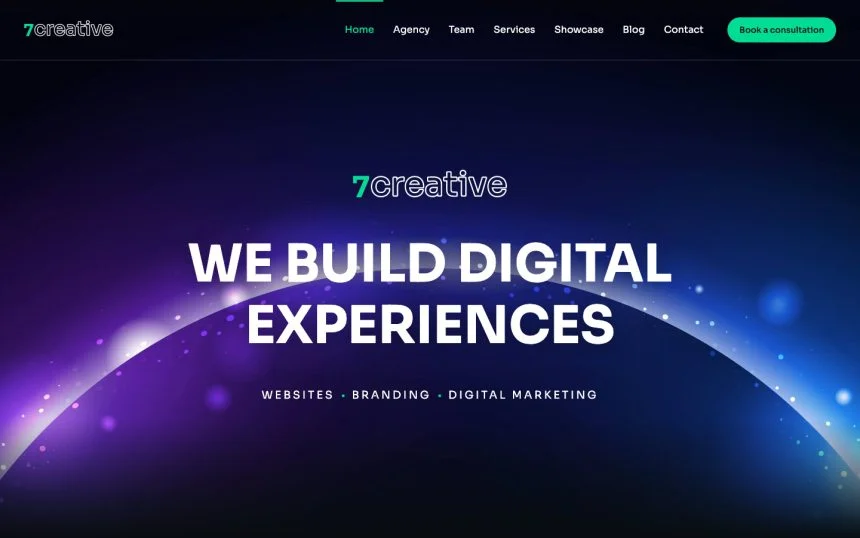 7creative
Home Agency Team Services Showcase Blog Contact Book a consultation
7creative
WE BUILD DIGITAL
EXPERIENCES
WEBSITES • BRANDING • DIGITAL MARKETING